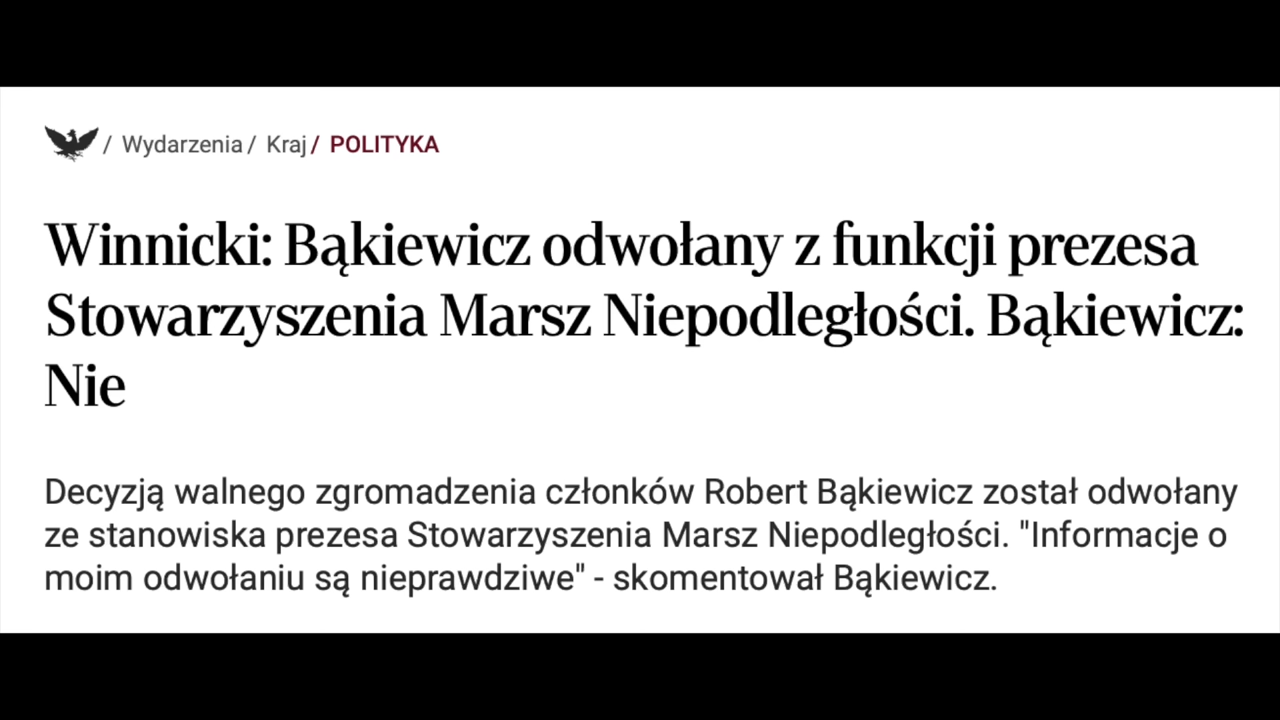 / Wydarzenia / Kraj / POLITYKA
Winnicki: Bąkiewicz odwołany z funkcji prezesa
Stowarzyszenia Marsz Niepodległości. Bąkiewicz:
Nie
Decyzją walnego zgromadzenia członków Robert Bąkiewicz został odwołany
ze stanowiska prezesa Stowarzyszenia Marsz Niepodległości. "Informacje o
moim odwołaniu są nieprawdziwe" - skomentował Bąkiewicz.